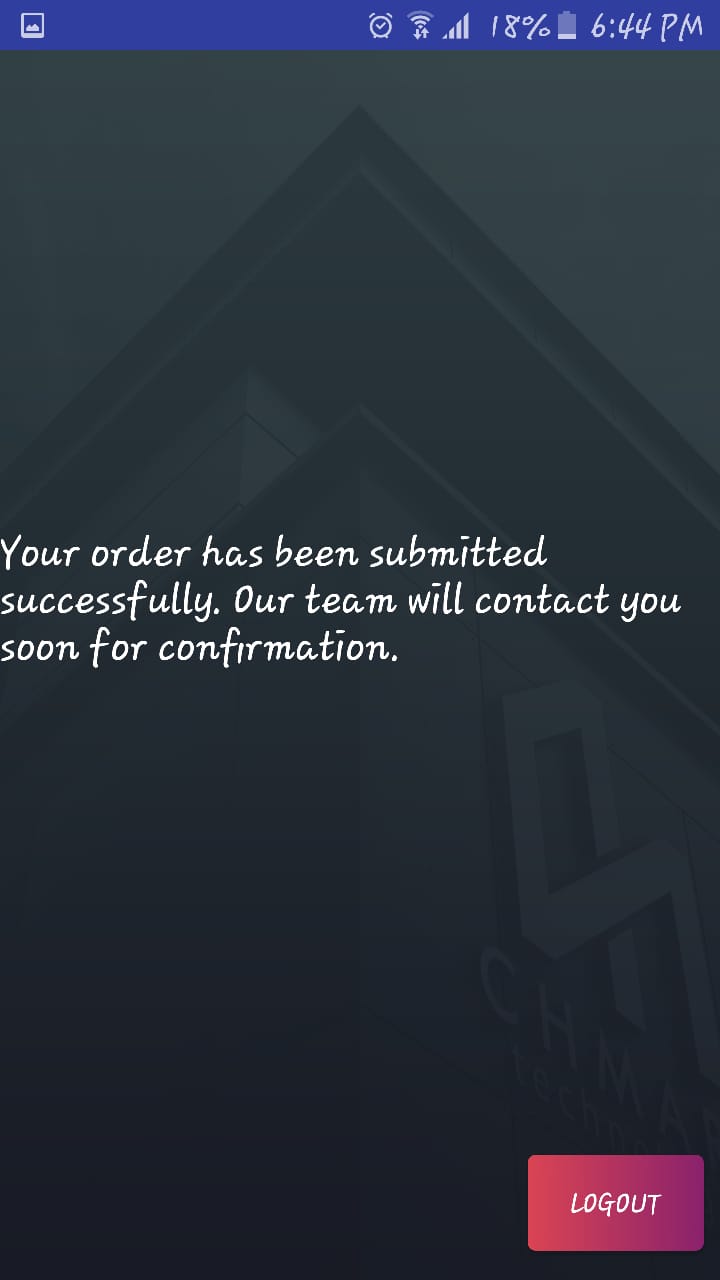 18% 6:44 PM
Your order has been submitted
successfully. Our team will contact you
soon for confirmation.
LOGOUT